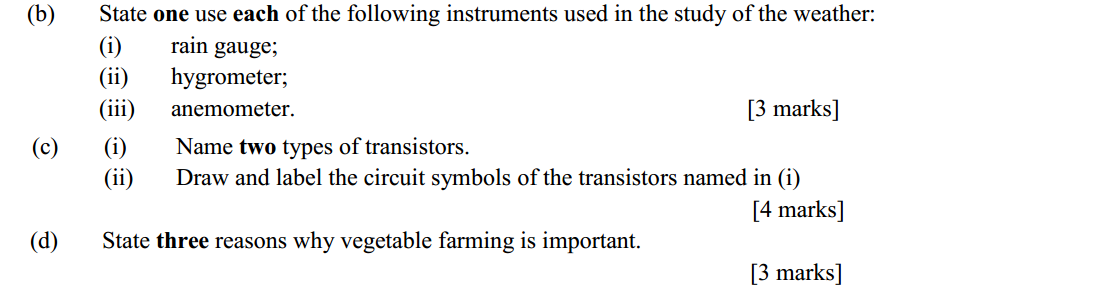 (b) State one use each of the following instruments used in the study of the weather:
(i) rain gauge;
(ii) hygrometer;
(iii) anemometer. [3 marks]
(c) (i) Name two types of transistors.
(ii) Draw and label the circuit symbols of the transistors named in (i)
[4 marks]
(d) State three reasons why vegetable farming is important.
[3 marks]